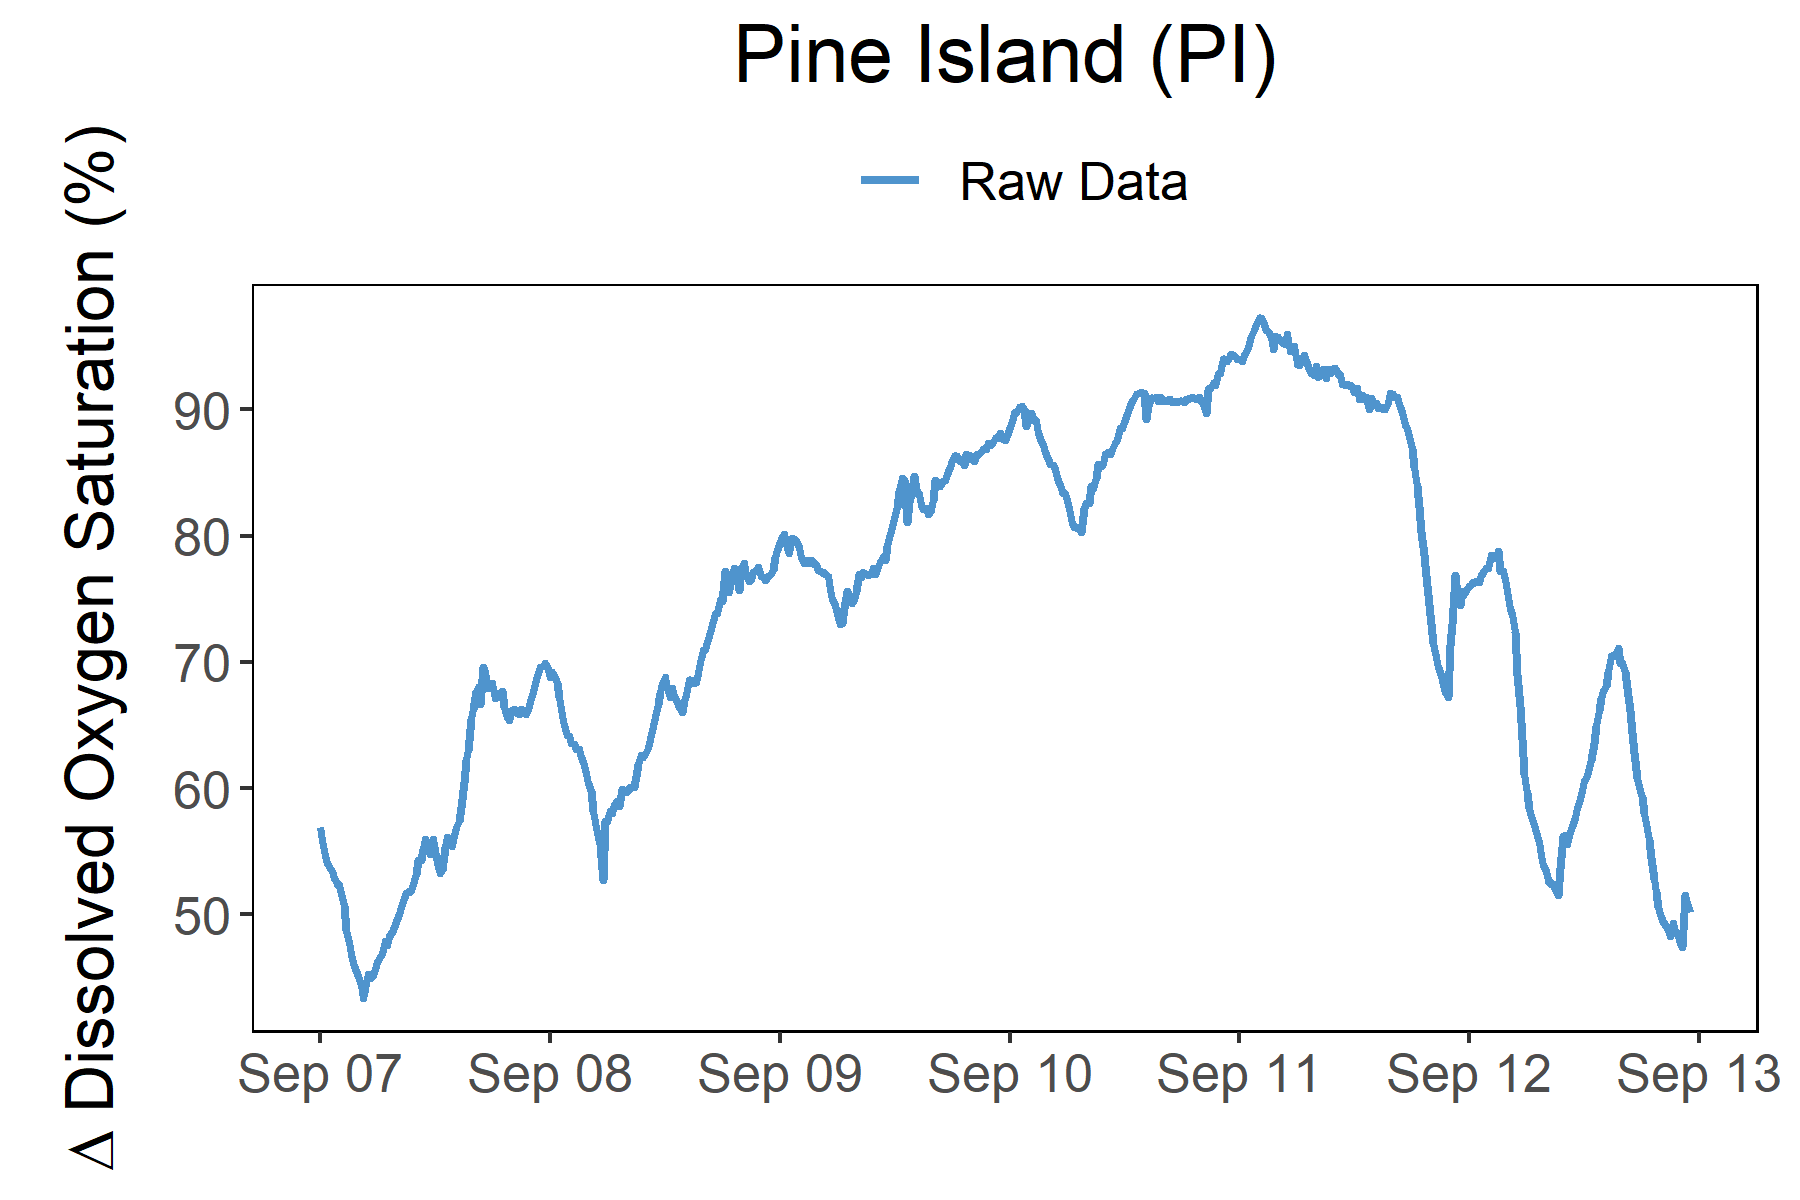 Pine Island (PI)
Raw Data
Δ Dissolved Oxygen Saturation (%)
90
80
70
60
50
Sep 07 Sep 08 Sep 09 Sep 10 Sep 11 Sep 12 Sep 13